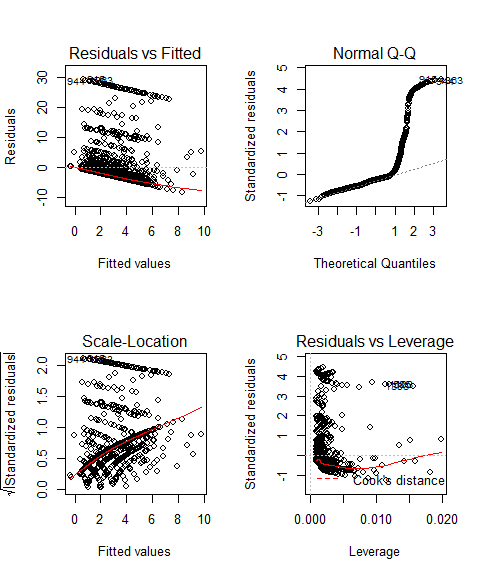 Residuals vs Fitted
Residuals
30
20
10
0
-10
0 2 4 6 8 10
Fitted values
Normal Q-Q
Standardized residuals
5
4
3
2
1
0
-1
-3 -1 0 1 2 3
Theoretical Quantiles
Scale-Location
√|Standardized residuals|
2.0
1.5
1.0
0.5
0.0
0 2 4 6 8 10
Fitted values
Residuals vs Leverage
Standardized residuals
5
4
3
2
1
-1
Cook's distance
0.000 0.010 0.020
Leverage